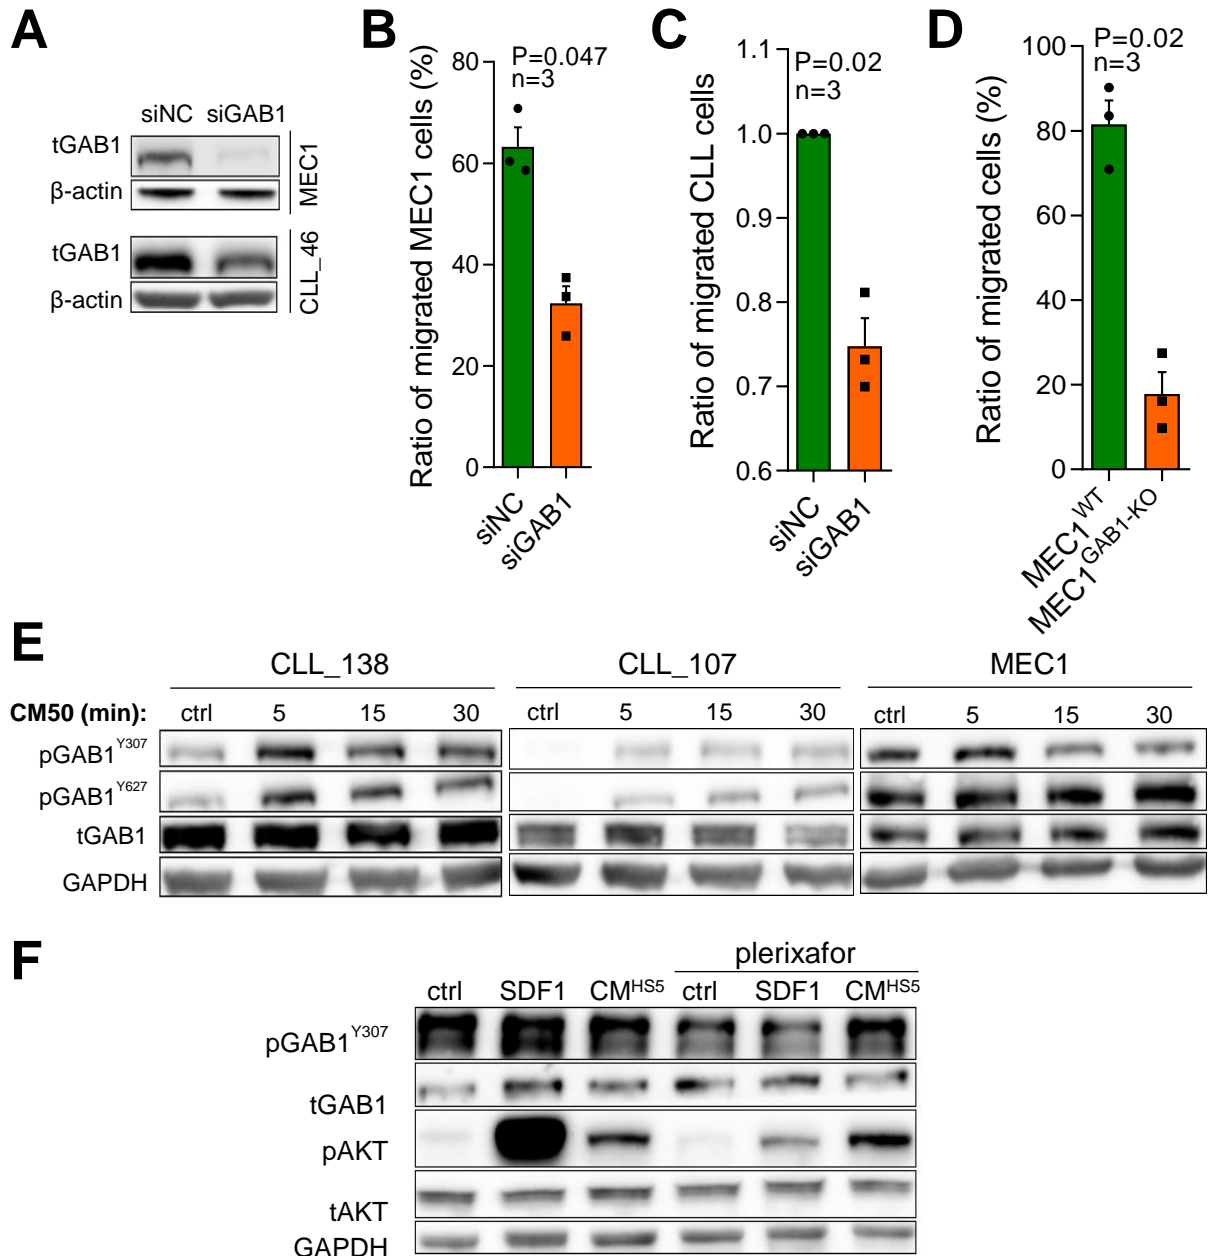 A
siNC siGAB1
tGAB1
β-actin
MEC1
tGAB1
β-actin
CLL_46
B
Ratio of migrated MEC1 cells (%)
P=0.047
n=3
80
60
40
20
0
siNC
siGAB1
C
Ratio of migrated CLL cells
P=0.02
n=3
1.1
1.0
0.9
0.8
0.7
0.6
siNC
siGAB1
D
Ratio of migrated cells (%)
P=0.02
n=3
100
80
60
40
20
0
MEC1WT
MEC1GAB1-KO
E
CLL_138 CLL_107 MEC1
CM50 (min): ctrl 5 15 30 ctrl 5 15 30 ctrl 5 15 30
pGAB1Y307
pGAB1Y627
tGAB1
GAPDH
F
plerixafor
ctrl SDF1 CMHS5 ctrl SDF1 CMHS5
pGAB1Y307
tGAB1
pAKT
tAKT
GAPDH